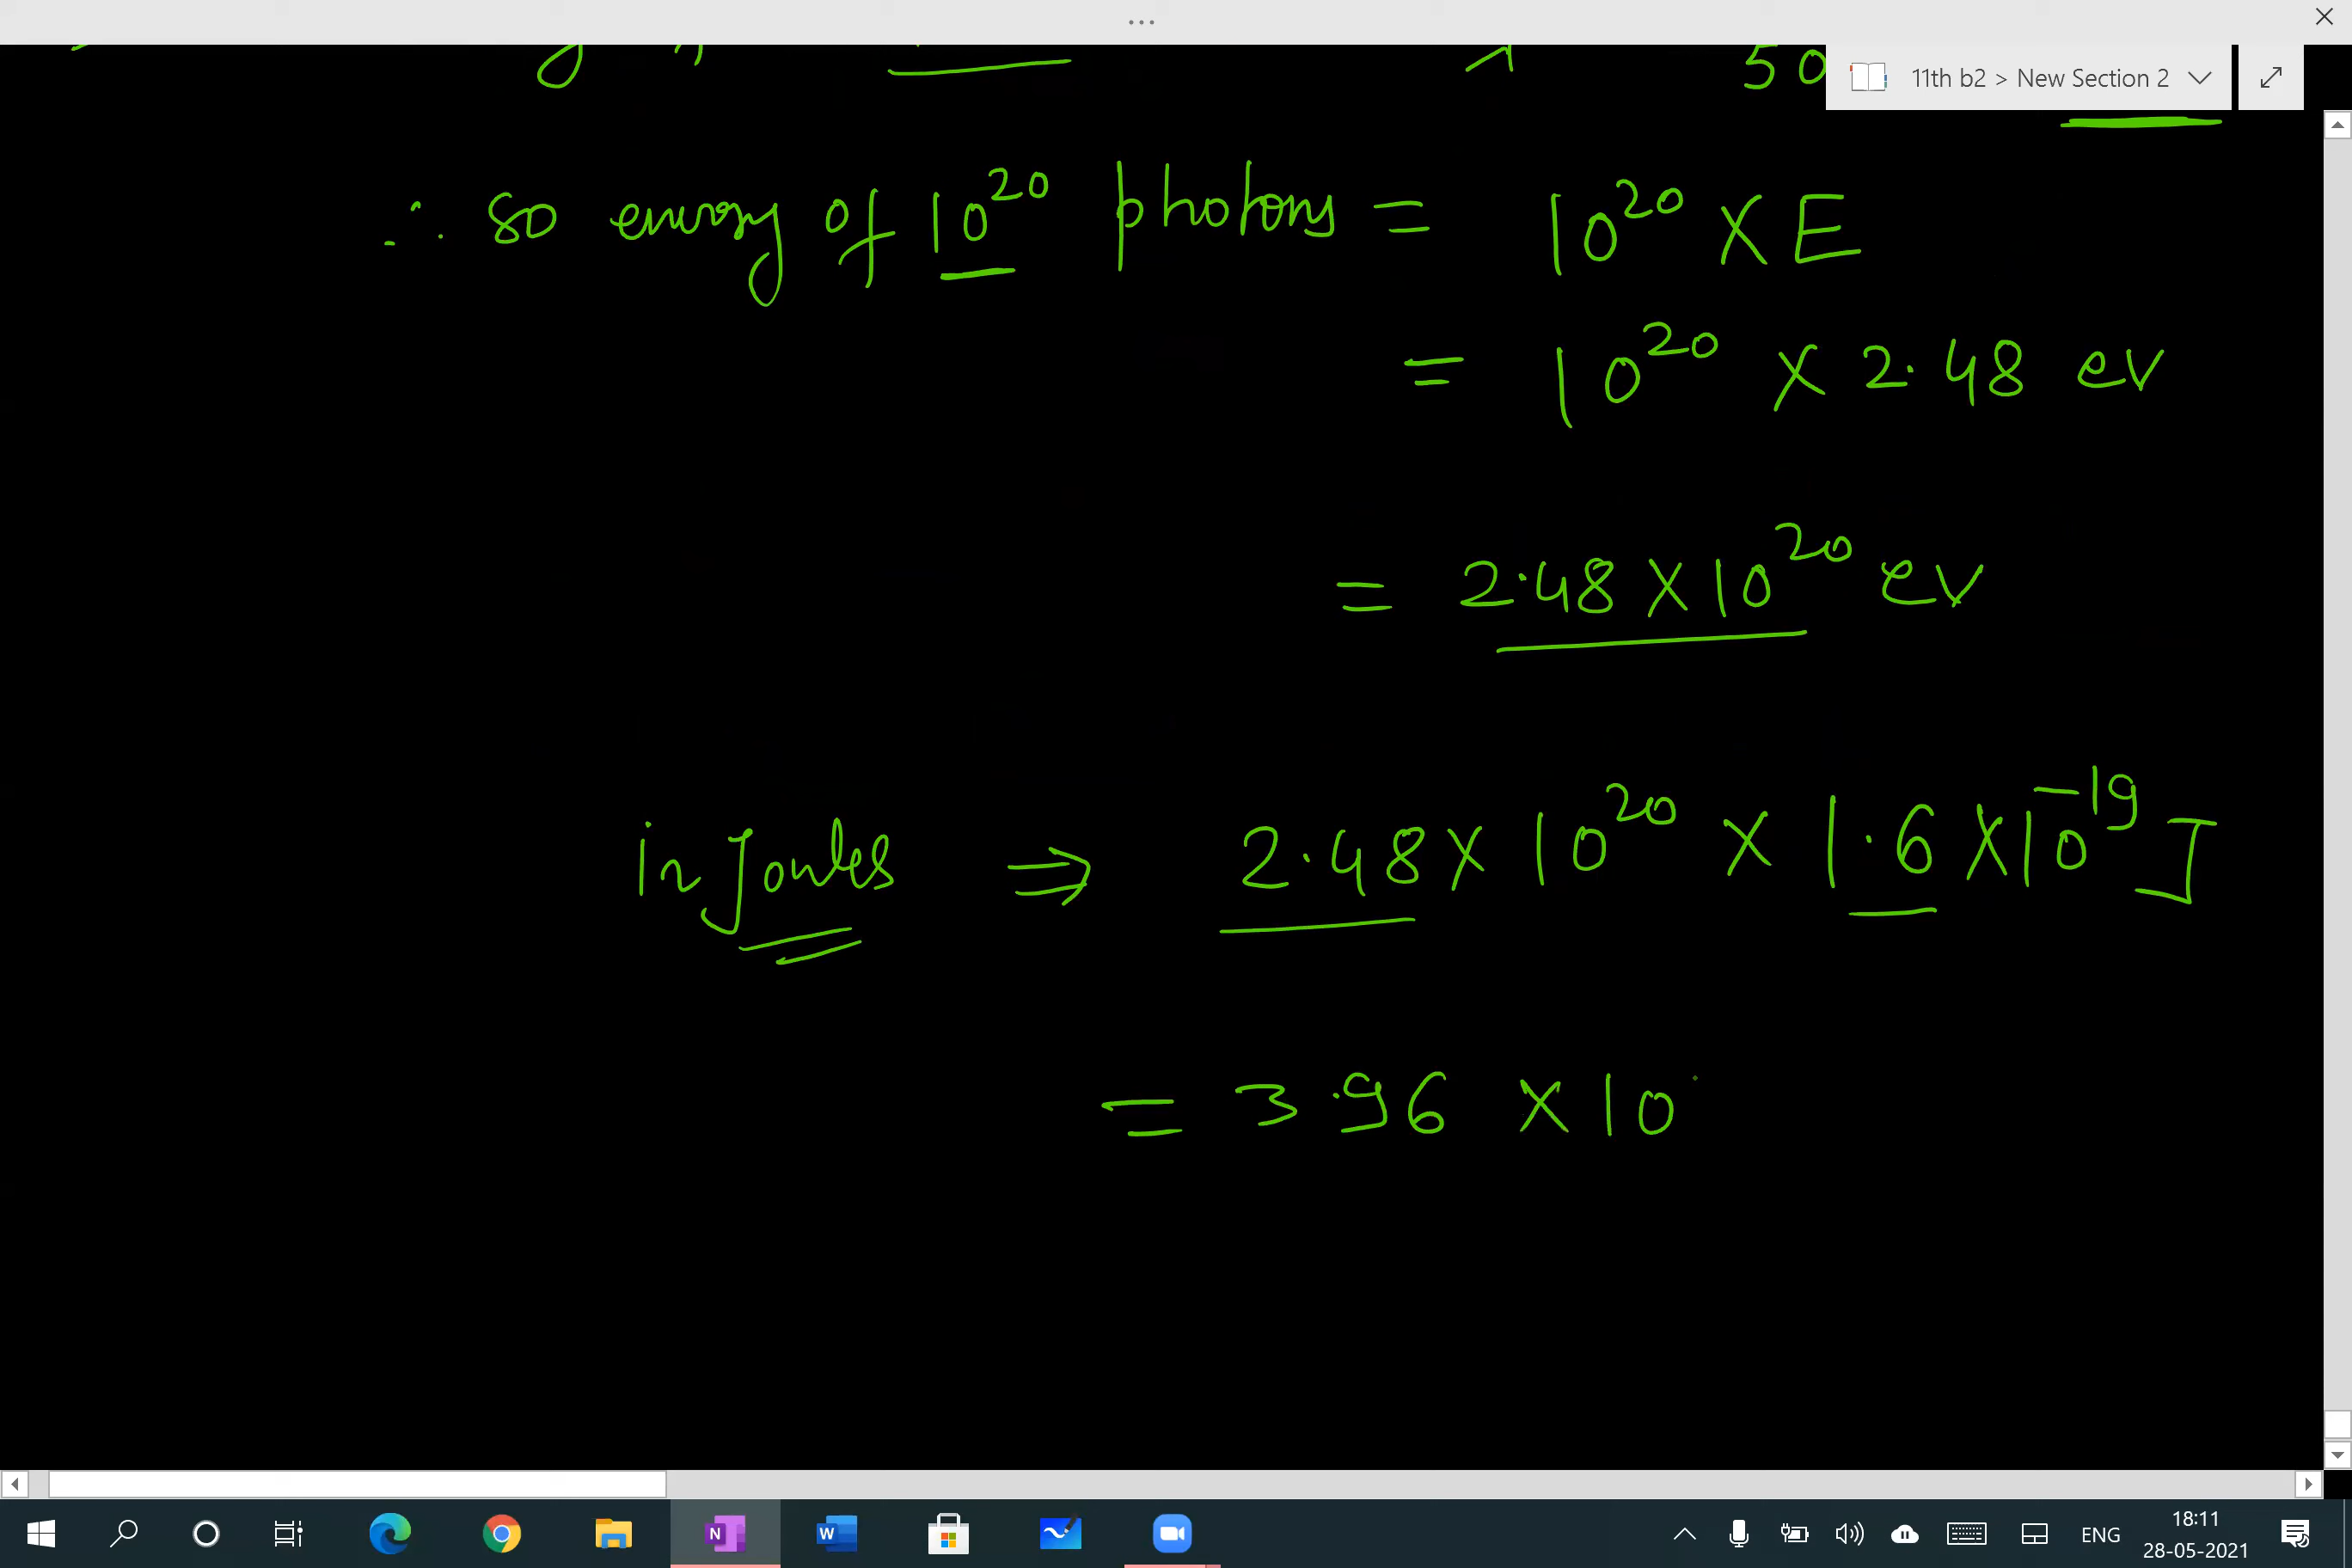 11th b2 > New Section 2
50
∴ so energy of 10²⁰ photons = 10²⁰ × E
= 10²⁰ × 2.48 ev
= 2.48 × 10²⁰ ev
in Joules ⇒ 2.48 × 10²⁰ × 1.6 × 10⁻¹⁹ J
= 3.96 × 10
ENG
18:11
28-05-2021